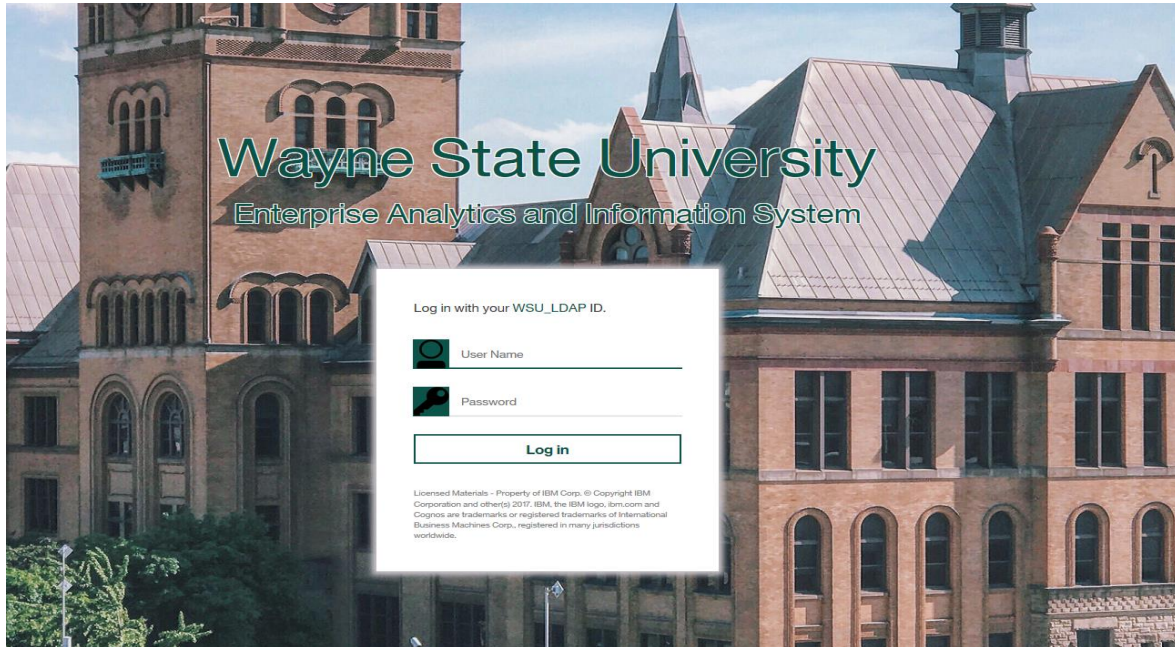 Wayne State University
Enterprise Analytics and Information System
Log in with your WSU_LDAP ID.
User Name
Password
Log in
Licensed Materials - Property of IBM Corp. © Copyright IBM
Corporation and other(s) 2017. IBM, the IBM logo, ibm.com and
Cognos are trademarks or registered trademarks of International
Business Machines Corp., registered in many jurisdictions
worldwide.